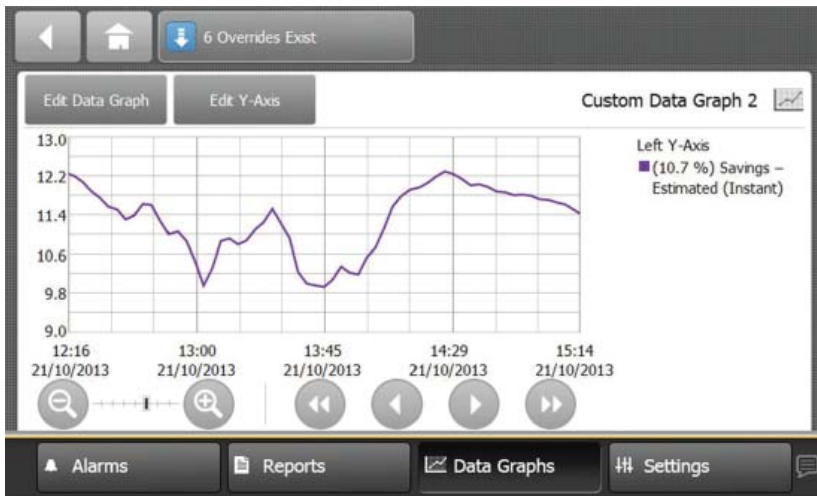 6 Overrides Exist
Edit Data Graph
Edit Y-Axis
Custom Data Graph 2
13.0
12.2
11.4
10.6
9.8
9.0
Left Y-Axis
(10.7 %) Savings –
Estimated (Instant)
12:16 13:00 13:45 14:29 15:14
21/10/2013 21/10/2013 21/10/2013 21/10/2013 21/10/2013
Alarms
Reports
Data Graphs
Settings